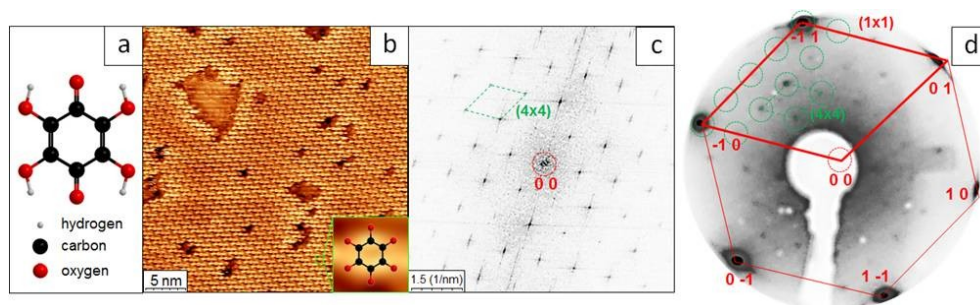 a
hydrogen
carbon
oxygen
b
5 nm
c
(4x4)
0 0
1.5 (1/nm)
d
(1x1)
-1 1
0 1
(4x4)
-1 0
0 0
1 0
0 -1
1 -1